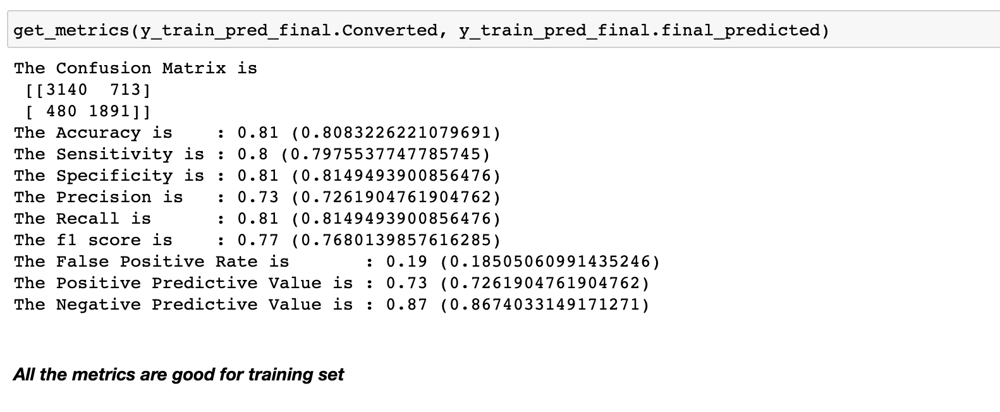 get_metrics(y_train_pred_final.Converted, y_train_pred_final.final_predicted)
The Confusion Matrix is
[[3140  713]
[ 480 1891]]
The Accuracy is    : 0.81 (0.8083226221079691)
The Sensitivity is : 0.8 (0.7975537747785745)
The Specificity is : 0.81 (0.8149493900856476)
The Precision is   : 0.73 (0.7261904761904762)
The Recall is      : 0.81 (0.8149493900856476)
The f1 score is    : 0.77 (0.7680139857616285)
The False Positive Rate is       : 0.19 (0.18505060991435246)
The Positive Predictive Value is : 0.73 (0.7261904761904762)
The Negative Predictive Value is : 0.87 (0.8674033149171271)
All the metrics are good for training set